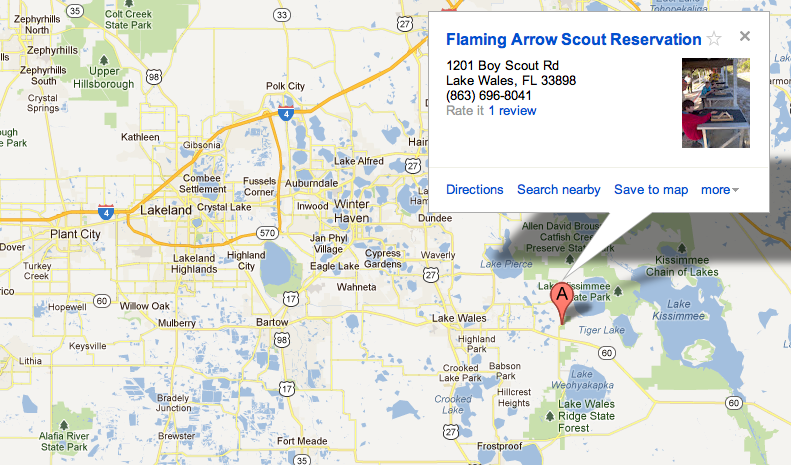 Flaming Arrow Scout Reservation
1201 Boy Scout Rd
Lake Wales, FL 33898
(863) 696-8041
Rate it 1 review
Directions Search nearby Save to map more
Zephyrhills
North
Zephyrhills
Zephyrhills
South
Crystal
Springs
Colt Creek
State Park
Upper
Hillsborough
Polk City
Kathleen
Gibsonia
Lake Alfred
Combee
Settlement
Fussels
Corner
Auburndale
Lakeland
Crystal Lake
Inwood
Winter
Haven
Dundee
Plant City
Dover
Jan Phyl
Village
Cypress
Gardens
Waverly
Turkey
Creek
Lakeland
Highlands
Highland
City
Eagle Lake
Wahneta
Lake Pierce
Allen David Brous
Catfish Cree
Preserve State Park
Kissimmee
Chain of Lakes
Lake Kissimmee
State Park
A
Lake
Kissimmee
Tiger Lake
Hopewell
Willow Oak
Mulberry
Bartow
Lake Wales
Highland
Park
Keysville
Lithia
Crooked
Lake Park
Babson
Park
Hillcrest
Heights
Crooked
Lake
Lake
Weohyakapka
Lake Wales
Ridge State
Forest
Bradley
Junction
Brewster
Alafia River
State Park
Fort Meade
Frostproof
35
33
27
98
4
27
4
570
27
60
17
98
60
17
27
35
60